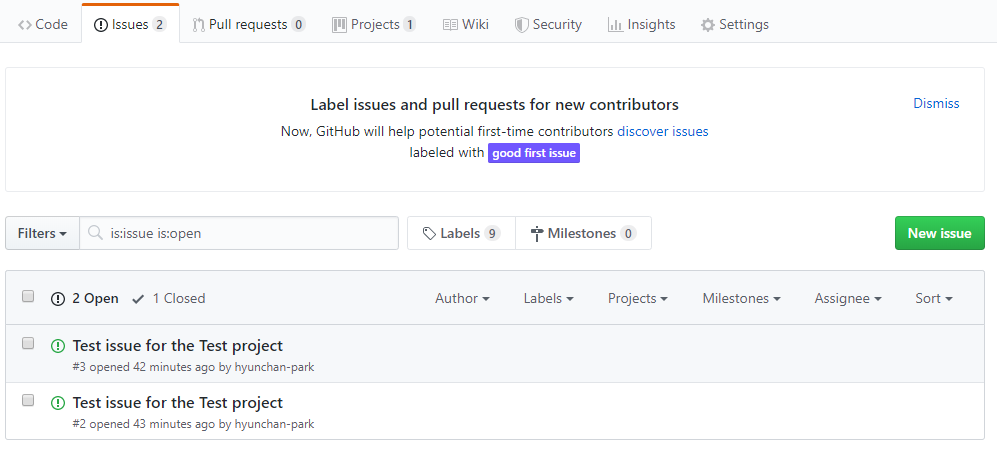 Code Issues 2 Pull requests 0 Projects 1 Wiki Security Insights Settings
Label issues and pull requests for new contributors
Dismiss
Now, GitHub will help potential first-time contributors discover issues
labeled with good first issue
Filters is:issue is:open Labels 9 Milestones 0 New issue
2 Open 1 Closed Author Labels Projects Milestones Assignee Sort
Test issue for the Test project
#3 opened 42 minutes ago by hyunchan-park
Test issue for the Test project
#2 opened 43 minutes ago by hyunchan-park